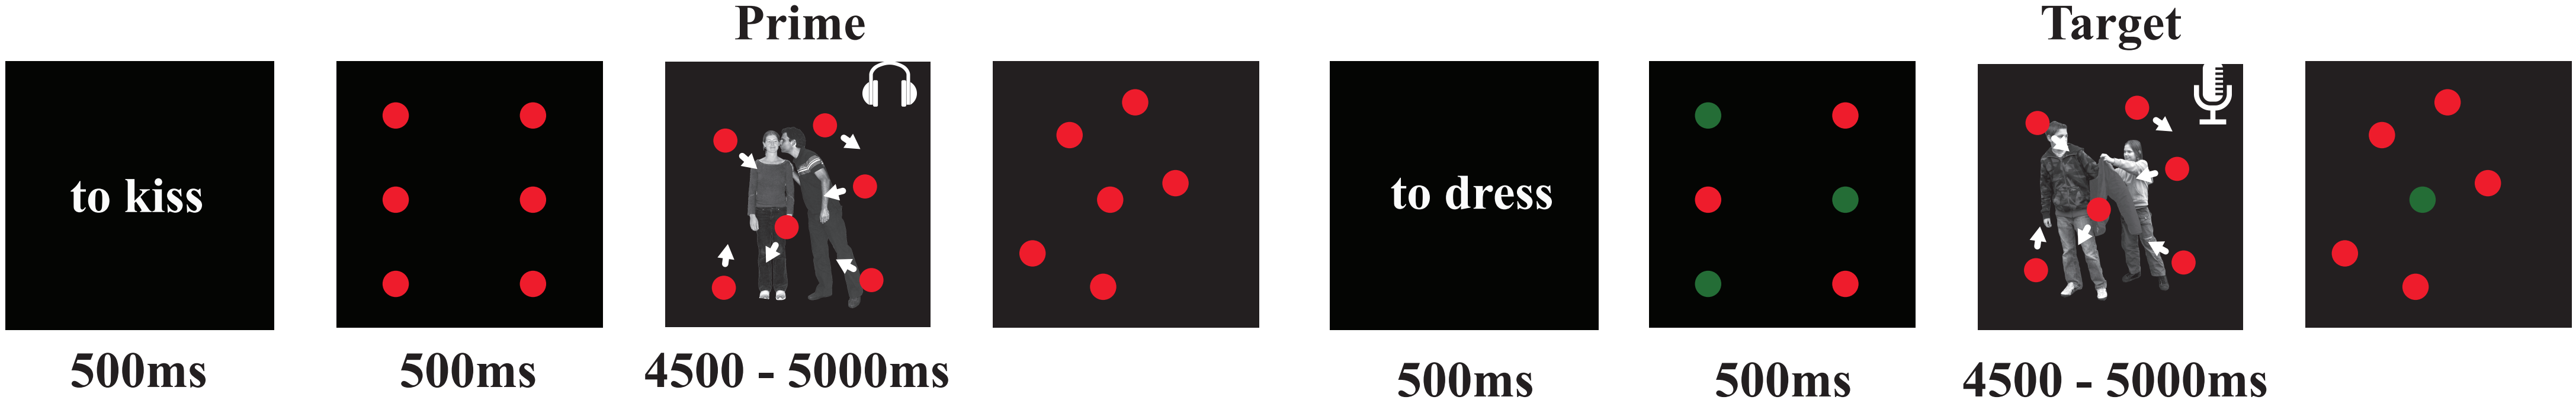 Prime
Target
to kiss
to dress
500ms
500ms
4500 - 5000ms
500ms
500ms
4500 - 5000ms